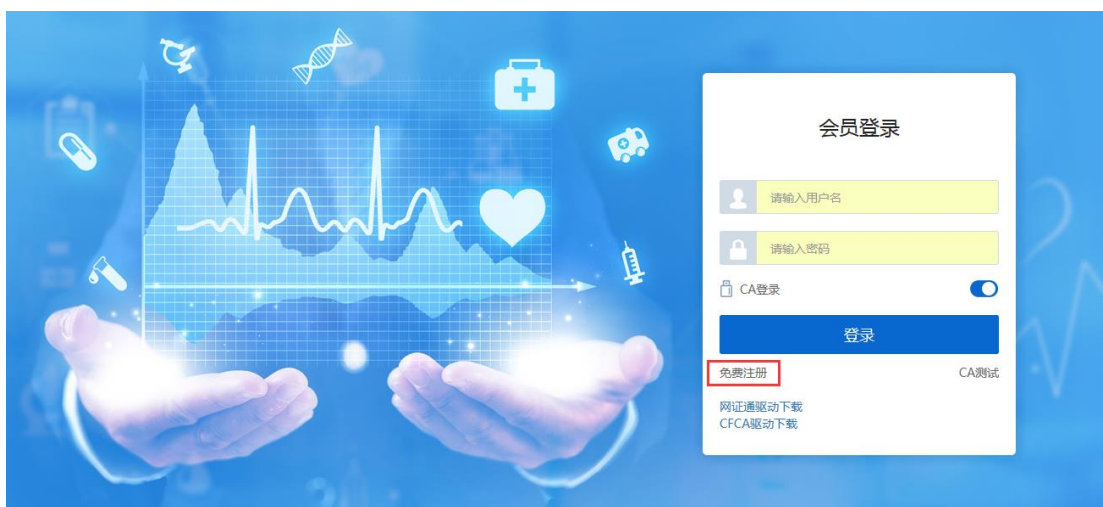 会员登录
请输入用户名
请输入密码
CA登录
登录
免费注册 CA测试
网证通驱动下载
CFCA驱动下载